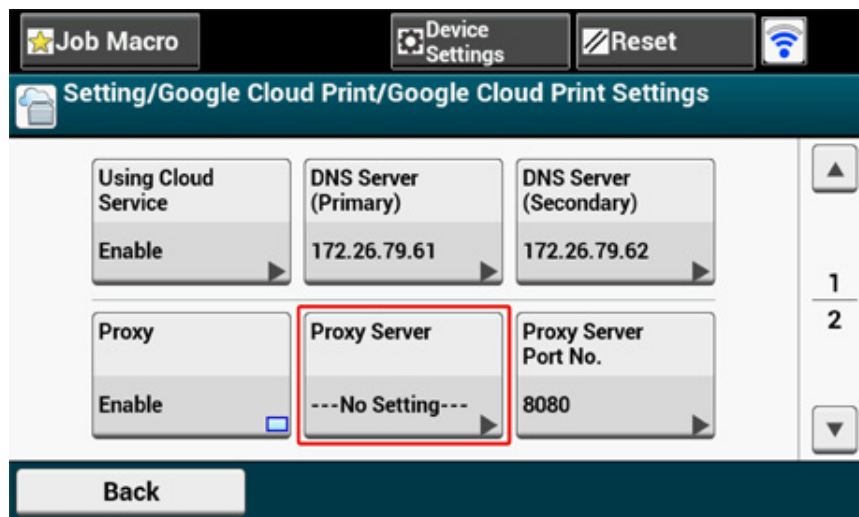 Job Macro
Device
Settings
Reset
Setting/Google Cloud Print/Google Cloud Print Settings
Using Cloud
Service
Enable
DNS Server
(Primary)
172.26.79.61
DNS Server
(Secondary)
172.26.79.62
1
2
Proxy
Enable
Proxy Server
---No Setting---
Proxy Server
Port No.
8080
Back